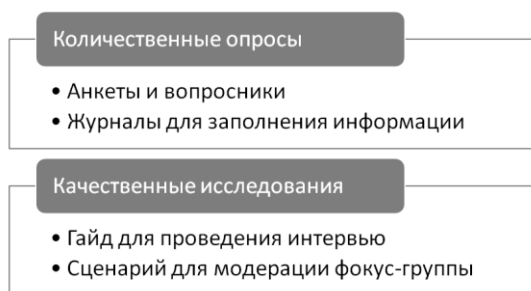 Количественные опросы
• Анкеты и вопросники
• Журналы для заполнения информации
Качественные исследования
• Гайд для проведения интервью
• Сценарий для модерации фокус-группы